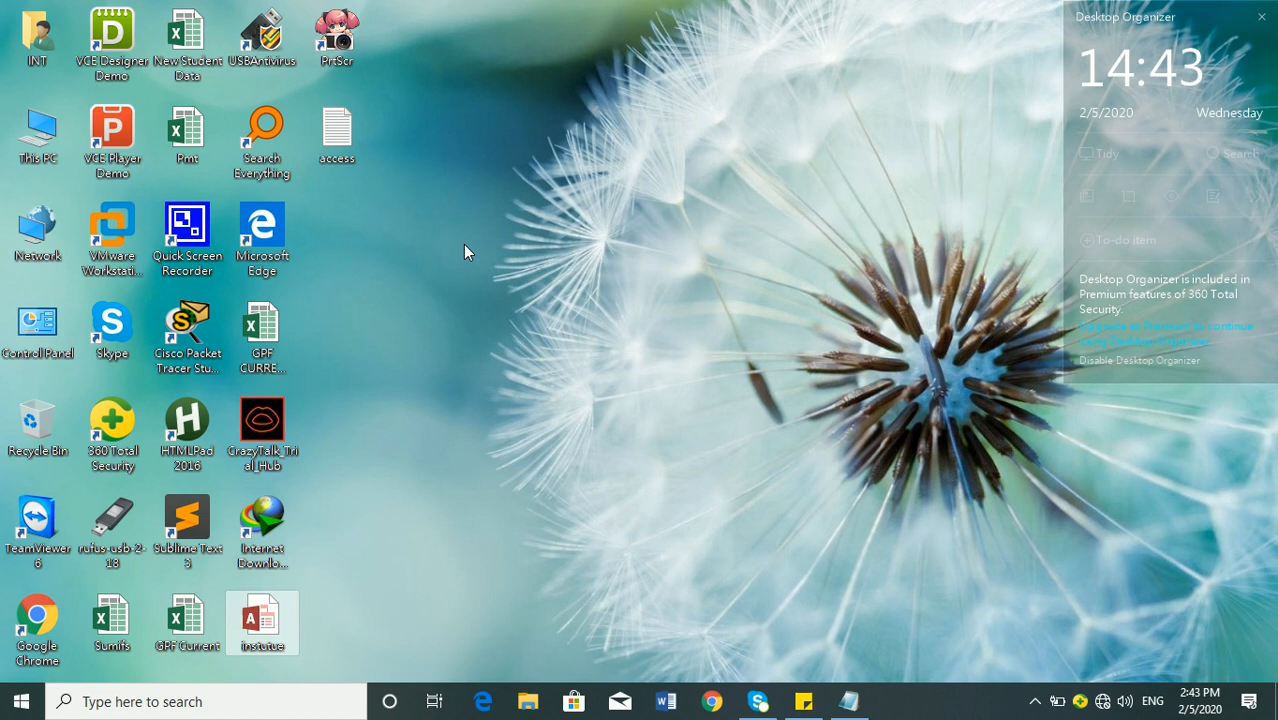 INT
VCE Designer
Demo
New Student
Data
USBAntivirus
PrtScr
This PC
VCE Player
Demo
Pmt
Search
Everything
access
Network
VMware
Workstati...
Quick Screen
Recorder
Microsoft
Edge
Control Panel
Skype
Cisco Packet
Tracer Stu...
GPF
CURRE...
Recycle Bin
360 Total
Security
HTMLPad
2016
CrazyTalk_Tri
al_Hub
TeamViewer
6
rufus-usb-2-
18
Sublime Text
3
Internet
Downlo...
Google
Chrome
Sumifs
GPF Current
instutue
Desktop Organizer
14:43
2/5/2020 Wednesday
Tidy Search
To-do item
Desktop Organizer is included in
Premium features of 360 Total
Security.
Upgrade to Premium to continue
using Desktop Organizer
Disable Desktop Organizer
Type here to search
ENG
2:43 PM
2/5/2020